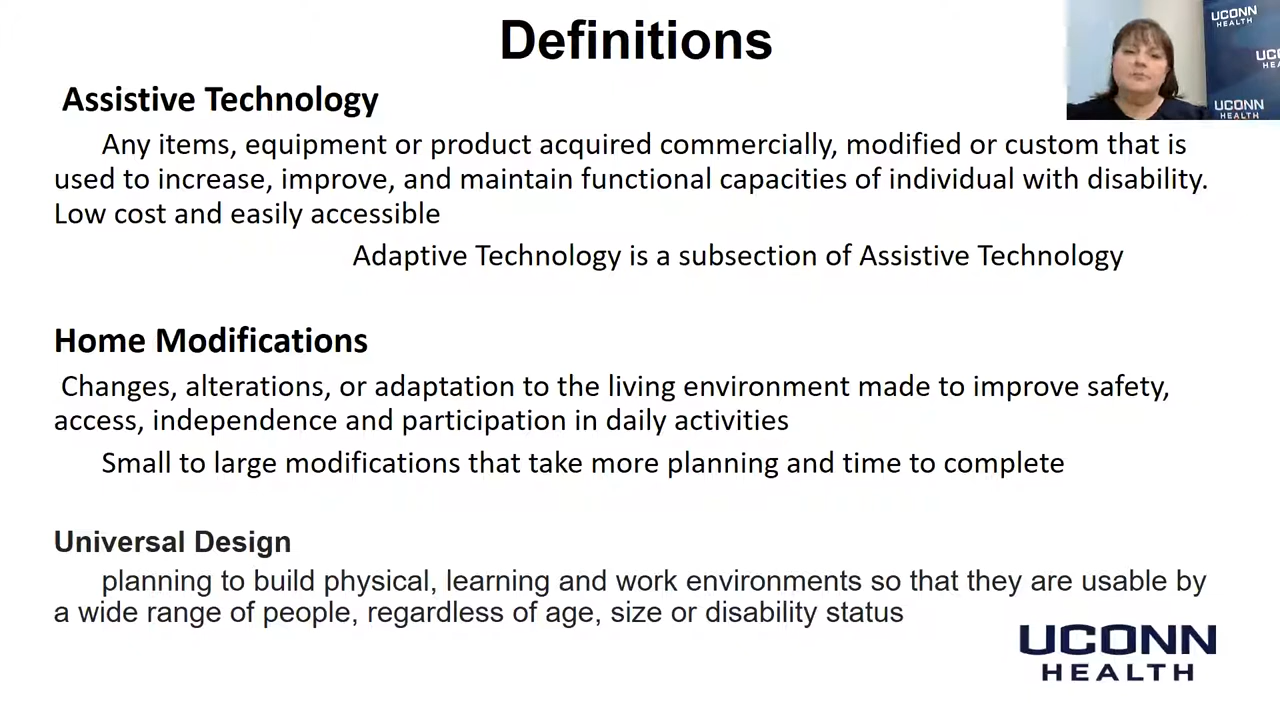 Definitions
UCONN
HEALTH
UCONN
HEALTH
Assistive Technology
Any items, equipment or product acquired commercially, modified or custom that is
used to increase, improve, and maintain functional capacities of individual with disability.
Low cost and easily accessible
Adaptive Technology is a subsection of Assistive Technology
Home Modifications
Changes, alterations, or adaptation to the living environment made to improve safety,
access, independence and participation in daily activities
Small to large modifications that take more planning and time to complete
Universal Design
planning to build physical, learning and work environments so that they are usable by
a wide range of people, regardless of age, size or disability status
UCONN
HEALTH